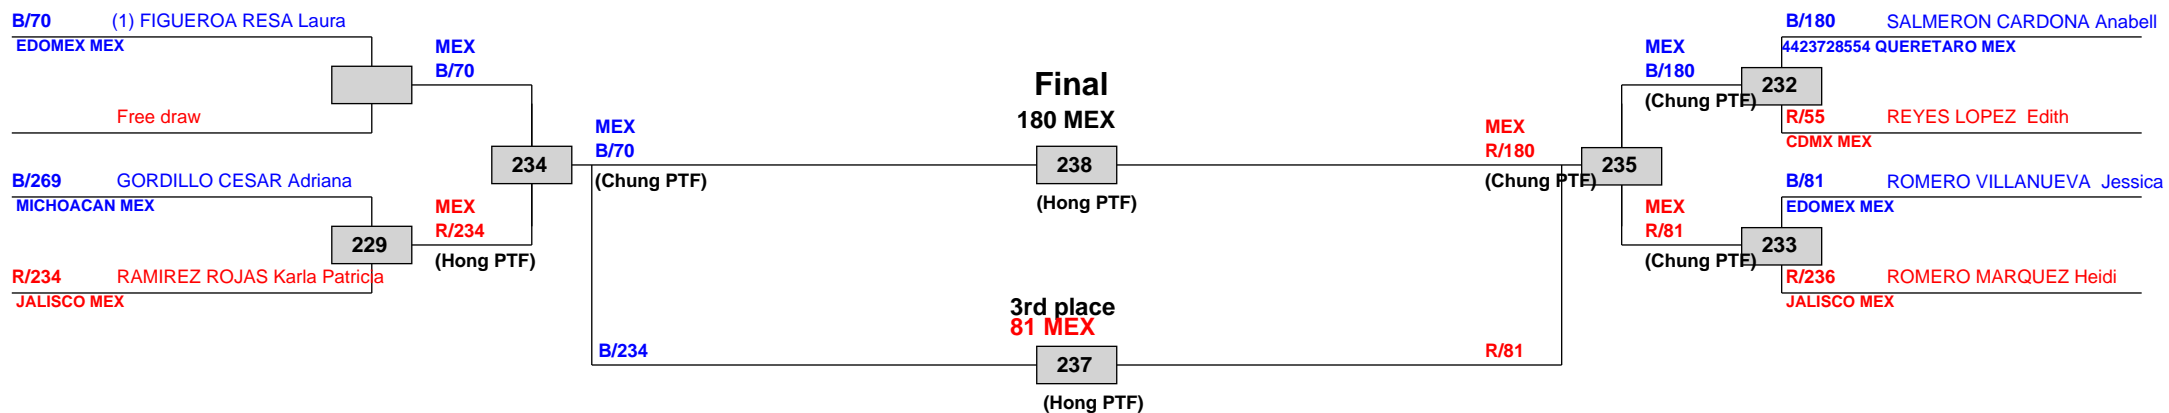 B/70 (1) FIGUEROA RESA Laura
EDOMEX MEX
Free draw
MEX
B/70
B/269 GORDILLO CESAR Adriana
MICHOACAN MEX
229
R/234 RAMIREZ ROJAS Karla Patricia
JALISCO MEX
MEX
R/234
(Hong PTF)
234
MEX
B/70
(Chung PTF)
B/234
Final
180 MEX
238
(Hong PTF)
3rd place
81 MEX
237
(Hong PTF)
MEX
R/180
(Chung PTF)
235
R/81
MEX
B/180
(Chung PTF)
232
MEX
R/81
(Chung PTF)
233
B/180 SALMERON CARDONA Anabell
4423728554 QUERETARO MEX
R/55 REYES LOPEZ Edith
CDMX MEX
B/81 ROMERO VILLANUEVA Jessica
EDOMEX MEX
R/236 ROMERO MARQUEZ Heidi
JALISCO MEX